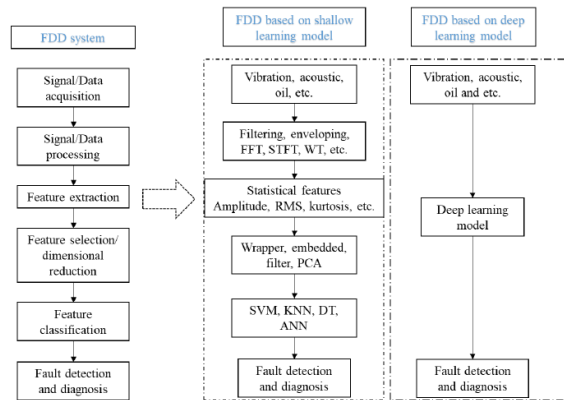 FDD system
Signal/Data
acquisition
Signal/Data
processing
Feature extraction
Feature selection/
dimensional
reduction
Feature
classification
Fault detection
and diagnosis
FDD based on shallow
learning model
Vibration, acoustic,
oil, etc.
Filtering, enveloping,
FFT, STFT, WT, etc.
Statistical features
Amplitude, RMS, kurtosis, etc.
Wrapper, embedded,
filter, PCA
SVM, KNN, DT,
ANN
Fault detection
and diagnosis
FDD based on deep
learning model
Vibration, acoustic,
oil and etc.
Deep learning
model
Fault detection
and diagnosis